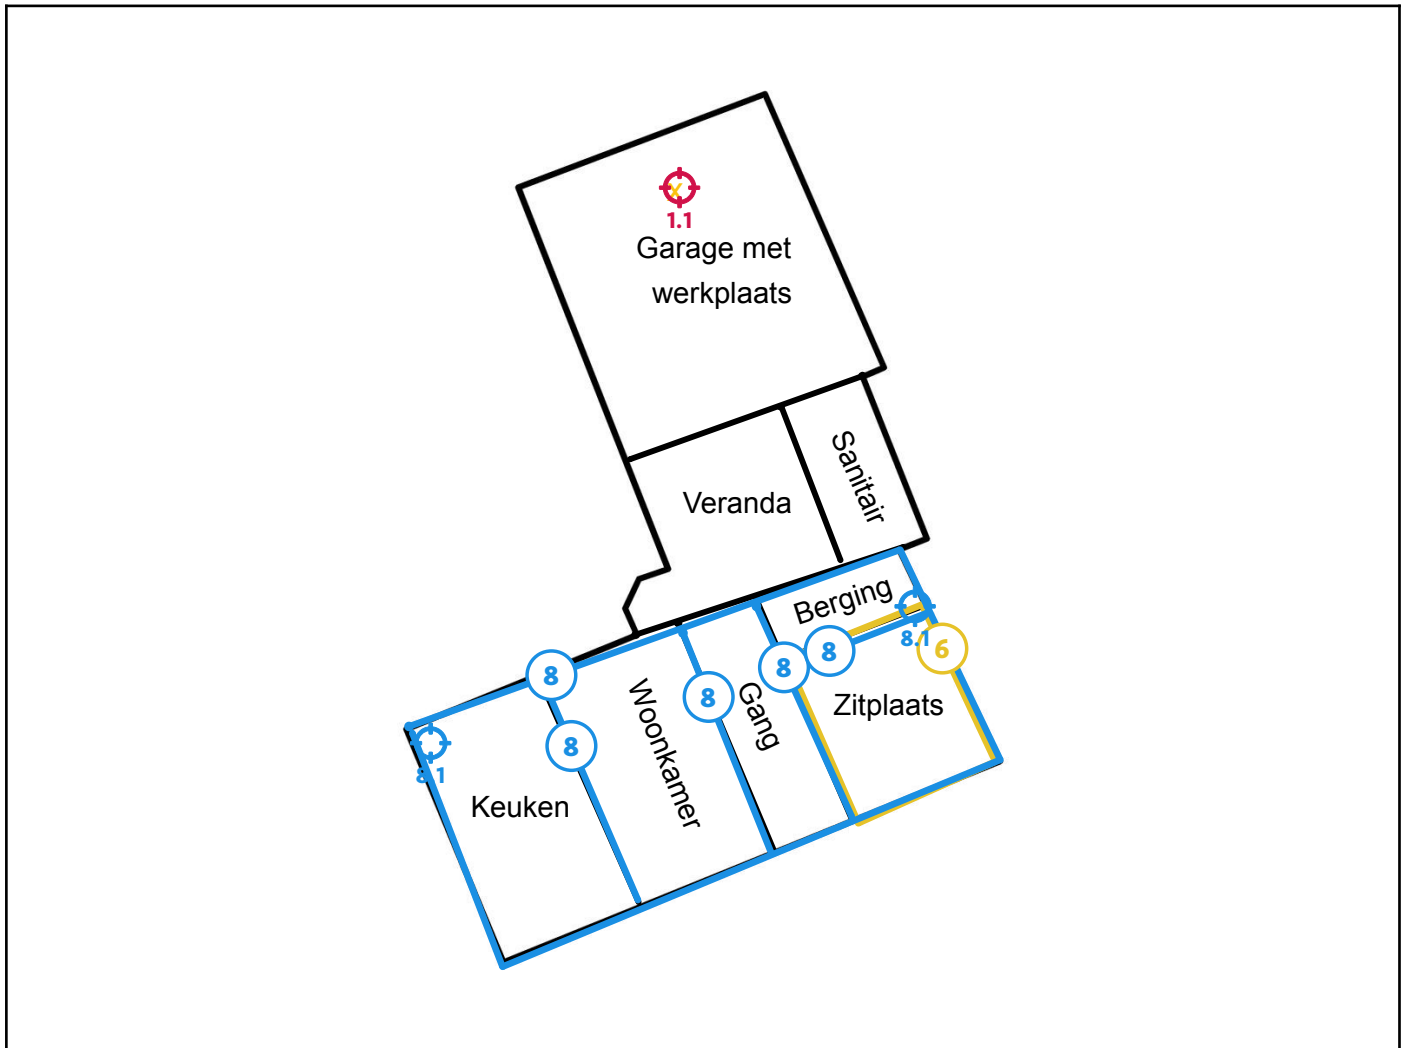 x
1.1
Garage met
werkplaats
Sanitair
Veranda
Berging
8.1
8
8
8
6
8
8
Woonkamer
Gang
Zitplaats
8.1
Keuken